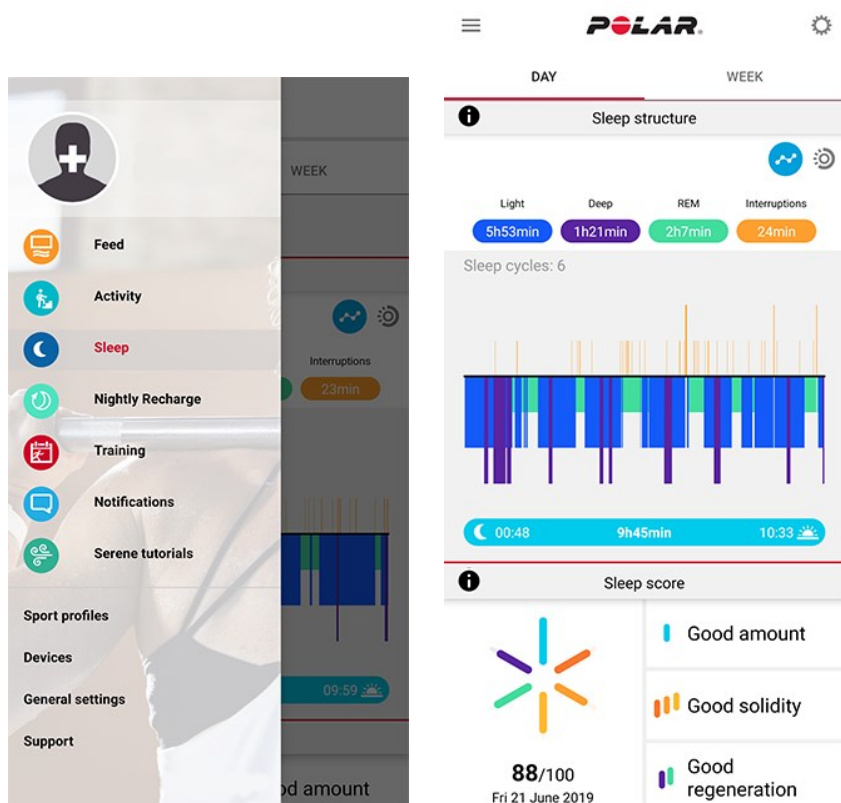 WEEK
Feed
Activity
Sleep
Interruptions
23min
Nightly Recharge
Training
Notifications
Serene tutorials
Sport profiles
Devices
General settings
09:59
Support
od amount
POLAR
DAY WEEK
Sleep structure
Light Deep REM Interruptions
5h53min 1h21min 2h7min 24min
Sleep cycles: 6
00:48 9h45min 10:33
Sleep score
Good amount
Good solidity
Good
regeneration
88/100
Fri 21 June 2019